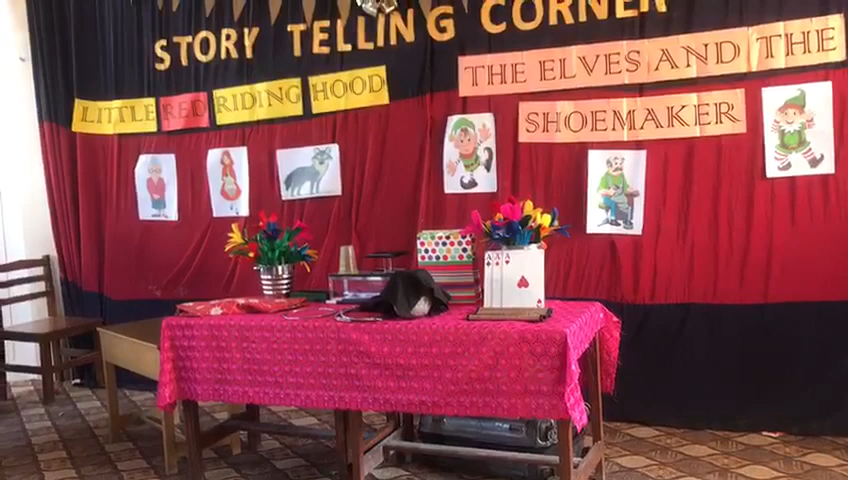 STORY TELLING CORNER
LITTLE RED RIDING HOOD
THE ELVES AND THE
SHOEMAKER
A A A